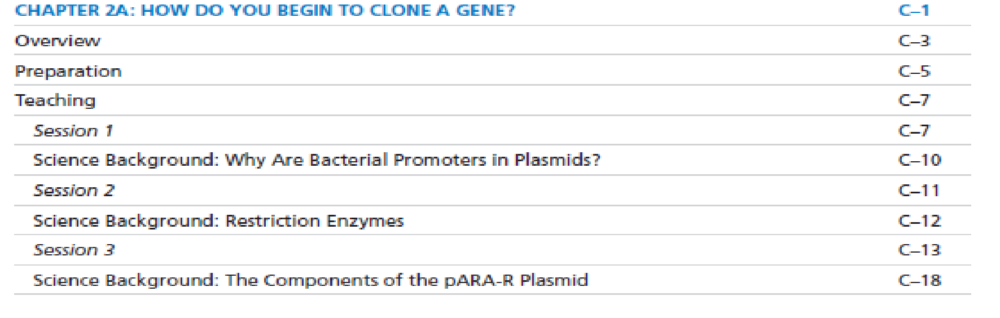 CHAPTER 2A: HOW DO YOU BEGIN TO CLONE A GENE? C–1
Overview C–3
Preparation C–5
Teaching C–7
Session 1 C–7
Science Background: Why Are Bacterial Promoters in Plasmids? C–10
Session 2 C–11
Science Background: Restriction Enzymes C–12
Session 3 C–13
Science Background: The Components of the pARA-R Plasmid C–18